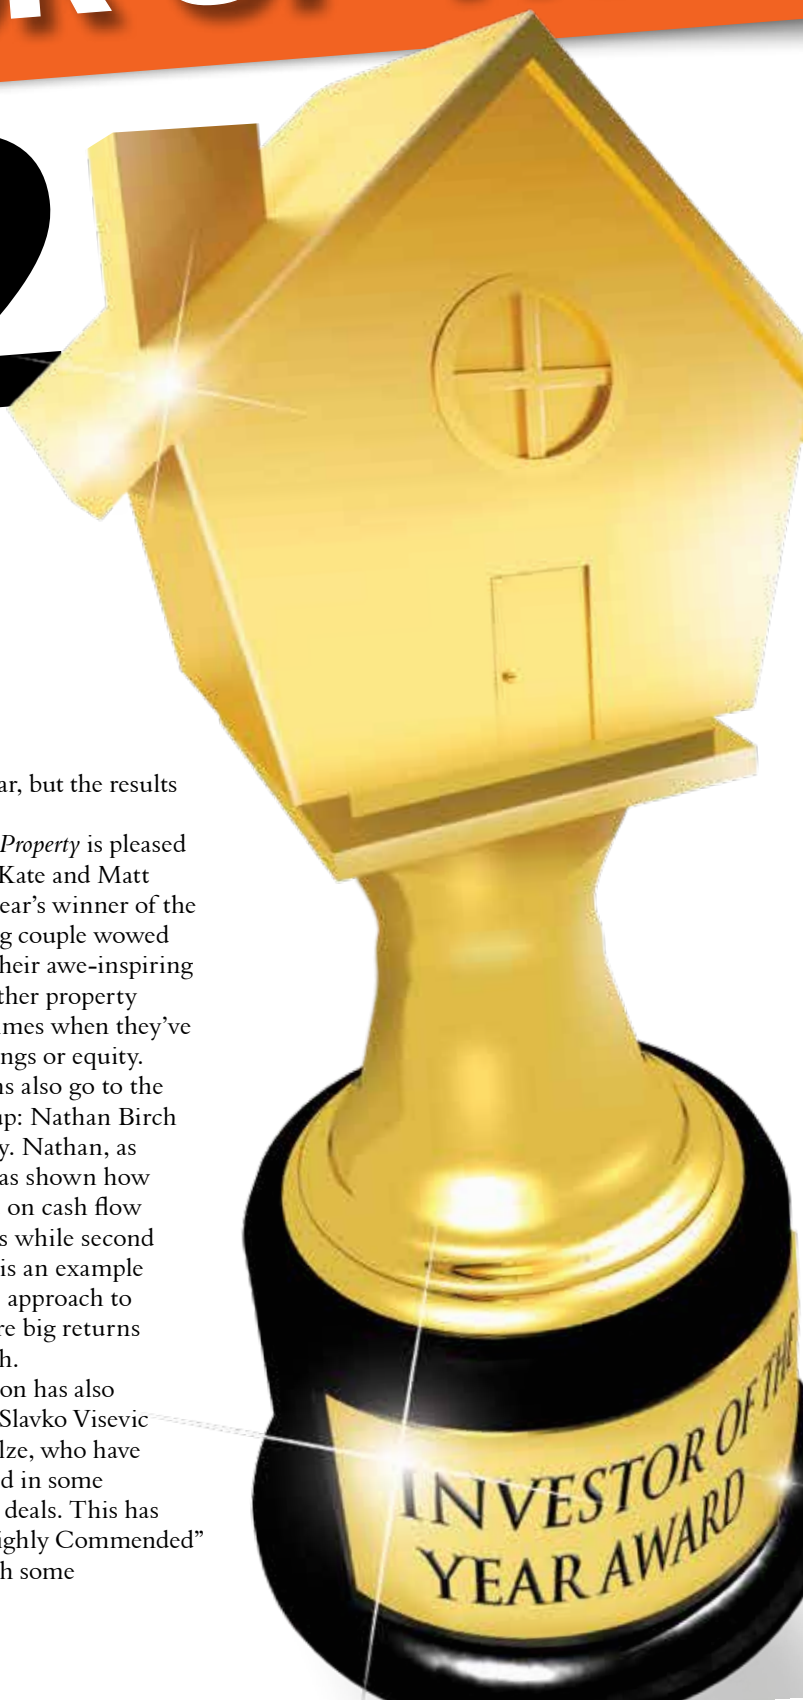 2
ar, but the results
Property is pleased
Kate and Matt
ear’s winner of the
g couple wowed
heir awe-inspiring
ther property
mes when they’ve
ngs or equity.
ns also go to the
up: Nathan Birch
y. Nathan, as
as shown how
on cash flow
s while second
is an example
approach to
re big returns
h.
on has also
Slavko Visevic
lze, who have
d in some
deals. This has
ighly Commended”
h some
INVESTOR OF THE
YEAR AWARD